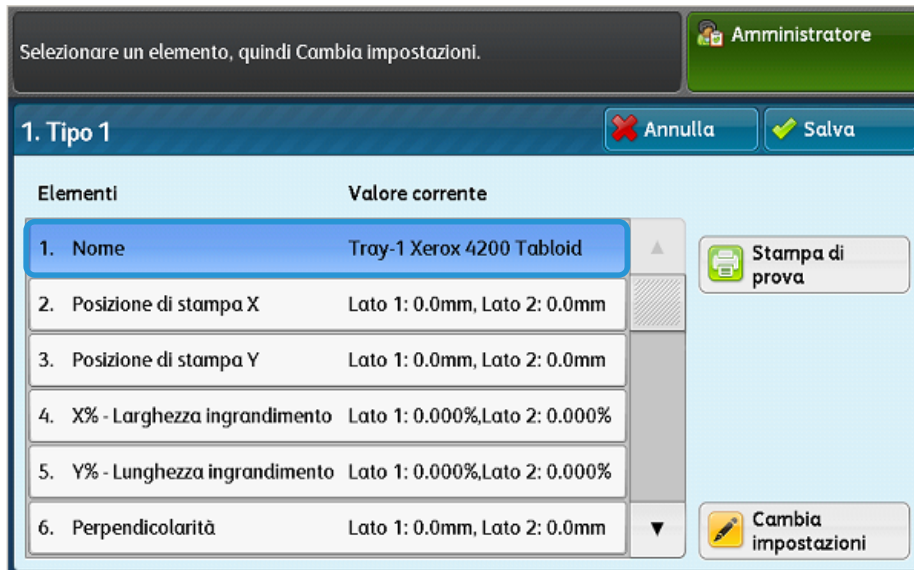 Selezionare un elemento, quindi Cambia impostazioni.
Amministratore
1. Tipo 1
Annulla
Salva
Elementi Valore corrente
1. Nome Tray-1 Xerox 4200 Tabloid
2. Posizione di stampa X Lato 1: 0.0mm, Lato 2: 0.0mm
3. Posizione di stampa Y Lato 1: 0.0mm, Lato 2: 0.0mm
4. X% - Larghezza ingrandimento Lato 1: 0.000%,Lato 2: 0.000%
5. Y% - Lunghezza ingrandimento Lato 1: 0.000%,Lato 2: 0.000%
6. Perpendicolarità Lato 1: 0.0mm, Lato 2: 0.0mm
Stampa di
prova
Cambia
impostazioni